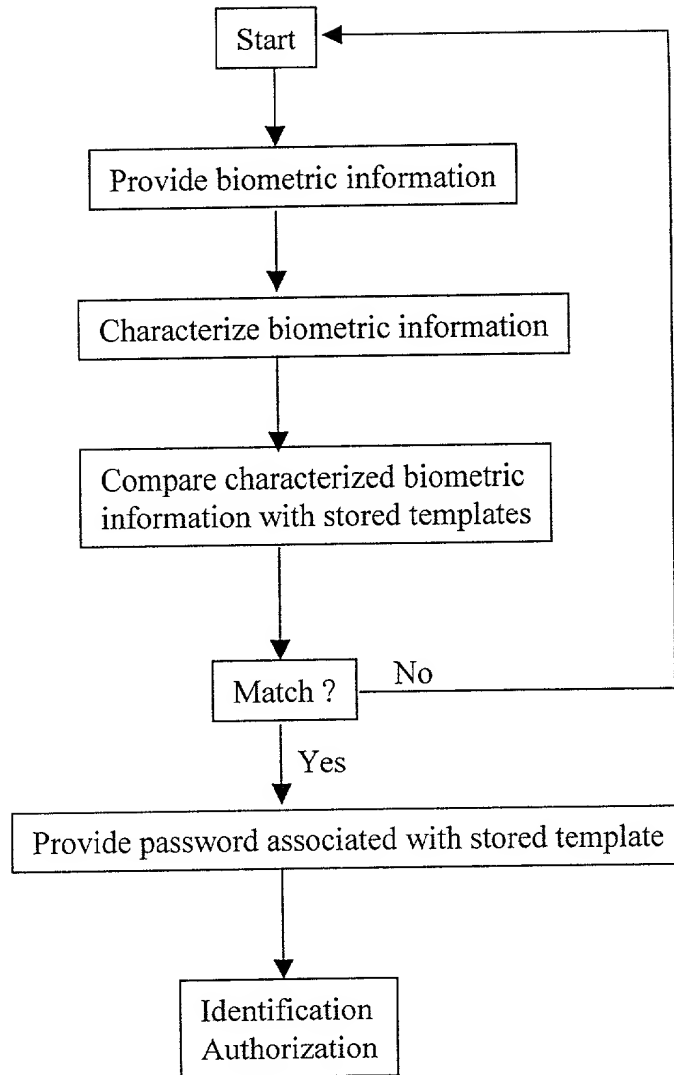 Start
Provide biometric information
Characterize biometric information
Compare characterized biometric
information with stored templates
Match ?
No
Yes
Provide password associated with stored template
Identification
Authorization